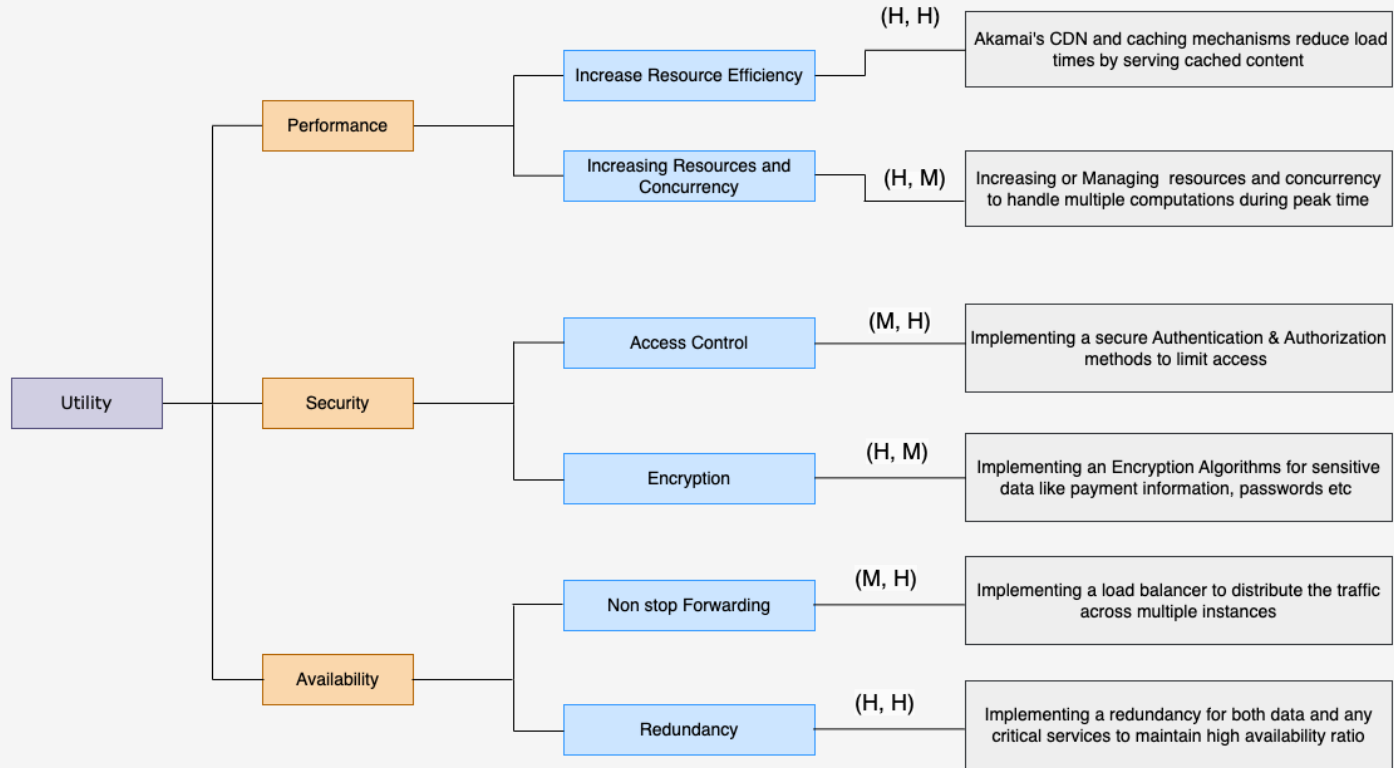 (H, H)
Akamai's CDN and caching mechanisms reduce load
times by serving cached content
Increase Resource Efficiency
Performance
Increasing Resources and
Concurrency
(H, M)
Increasing or Managing  resources and concurrency
to handle multiple computations during peak time
(M, H)
Access Control
Implementing a secure Authentication & Authorization
methods to limit access
Utility
Security
(H, M)
Encryption
Implementing an Encryption Algorithms for sensitive
data like payment information, passwords etc
(M, H)
Non stop Forwarding
Implementing a load balancer to distribute the traffic
across multiple instances
Availability
(H, H)
Redundancy
Implementing a redundancy for both data and any
critical services to maintain high availability ratio